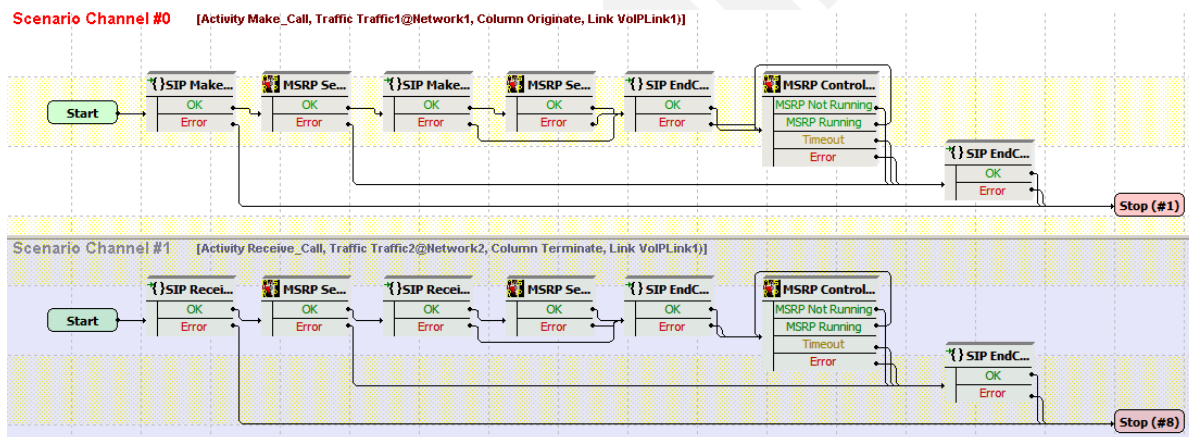 Scenario Channel #0 [Activity Make_Call, Traffic Traffic1@Network1, Column Originate, Link VoIPLink1)]
{}SIP Make... MSRP Se... {}SIP Make... MSRP Se... {}SIP EndC... MSRP Control...
OK OK OK OK OK MSRP Not Running
Start Error Error Error Error Error MSRP Running
Timeout
Error
{} SIP EndC...
OK
Error
Stop (#1)
Scenario Channel #1 [Activity Receive_Call, Traffic Traffic2@Network2, Column Terminate, Link VoIPLink1)]
{}SIP Recei... MSRP Se... {}SIP Recei... MSRP Se... {}SIP EndC... MSRP Control...
OK OK OK OK OK MSRP Not Running
Start Error Error Error Error Error MSRP Running
Timeout
Error
{} SIP EndC...
OK
Error
Stop (#8)